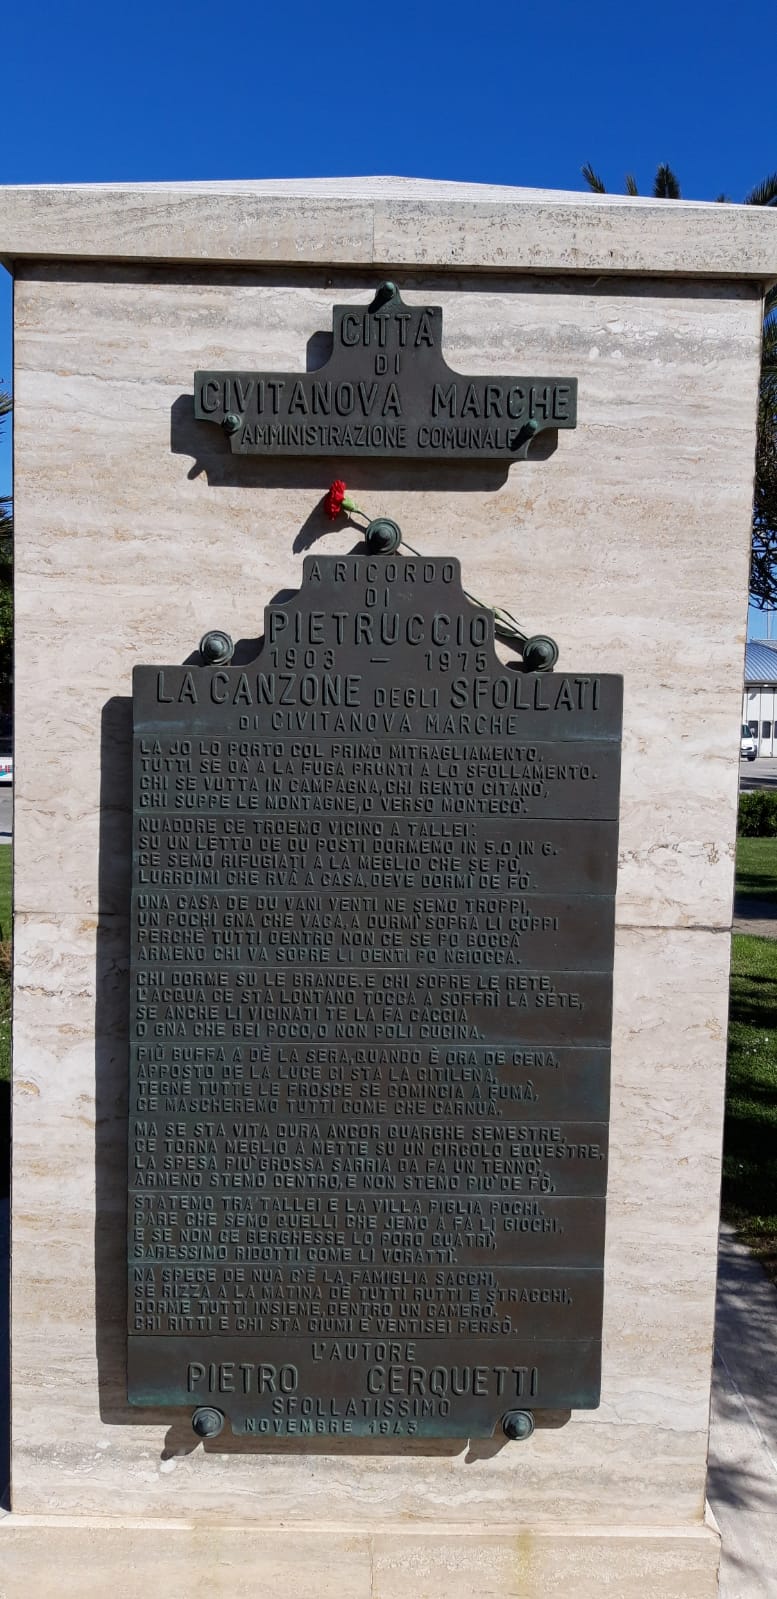 CITTÀ
DI
CIVITANOVA MARCHE
AMMINISTRAZIONE COMUNALE
A RICORDO
DI
PIETRUCCIO
1903 – 1975
LA CANZONE DEGLI SFOLLATI
DI CIVITANOVA MARCHE
LA JO LO PORTO COL PRIMO MITRAGLIAMENTO.
TUTTI SE DÀ A LA FUGA PRUNTI A LO SFOLLAMENTO.
CHI SE VUTTA IN CAMPAGNA, CHI RENTO CITANÒ,
CHI SUPPE LE MONTAGNE, O VERSO MONTECÒ.
NUADDRE CE TROEMO VICINO A TALLEI:
SU UN LETTO DE DU POSTI DORMEMO IN 5. O IN 6.
CE SEMO RIFUGIATI A LA MEGLIO CHE SE PÒ,
LURRDIMI CHE RVÀ A CASA, DEVE DORMÌ DE FÒ.
UNA CASA DE DU VANI VENTI NE SEMO TROPPI,
UN POCHI GNA CHE VACA, A DURMÌ SOPRA LI COPPI
PERCHÈ TUTTI DENTRO NON CE SE PO BOCCÀ
ARMENO CHI VA SOPRE LI DENTI PO NGIOCCA.
CHI DORME SU LE BRANDE, E CHI SOPRE LE RETE,
L'ACQUA CE STA LONTANO TOCCA A SOFFRÌ LA SETE,
SE ANCHE LI VICINATI TE LA FA CACCIA
O GNA CHE BEI POCO, O NON POLI CUCINA.
PIÙ BUFFA A DÈ LA SERA, QUANDO È ORA DE CENA,
APPOSTO DE LA LUCE CI STA LA CITILENA,
TEGNE TUTTE LE FROSCE SE COMINCIA A FUMÀ,
CE MASCHEREMO TUTTI COME CHE CARNUÀ.
MA SE STA VITA DURA ANCOR QUARGHE SEMESTRE,
CE TORNA MEGLIO A METTE SU UN CIRCOLO EQUESTRE,
LA SPESA PIU' GROSSA SARRIA DA FA UN TENNÒ,
ARMENO STEMO DENTRO, E NON STEMO PIU' DE FÒ,
STATEMO TRA TALLEI E LA VILLA PIGLIA POCHI.
PARE CHE SEMO QUELLI CHE JEMO A FA LI GIOCHI,
E SE NON CE BERGHESSE LO PORO QUATRÌ,
SARESSIMO RIDOTTI COME LI VORATTÌ.
NA SPECE DE NUA C'È LA FAMIGLIA SACCHI,
SE RIZZA A LA MATINA DE TUTTI RUTTI E STRACCHI,
DORME TUTTI INSIEME, DENTRO UN CAMERÒ.
CHI RITTI E CHI STA GIUMI E VENTISEI PERSÒ.
L'AUTORE
PIETRO CERQUETTI
SFOLLATISSIMO
NOVEMBRE 1943